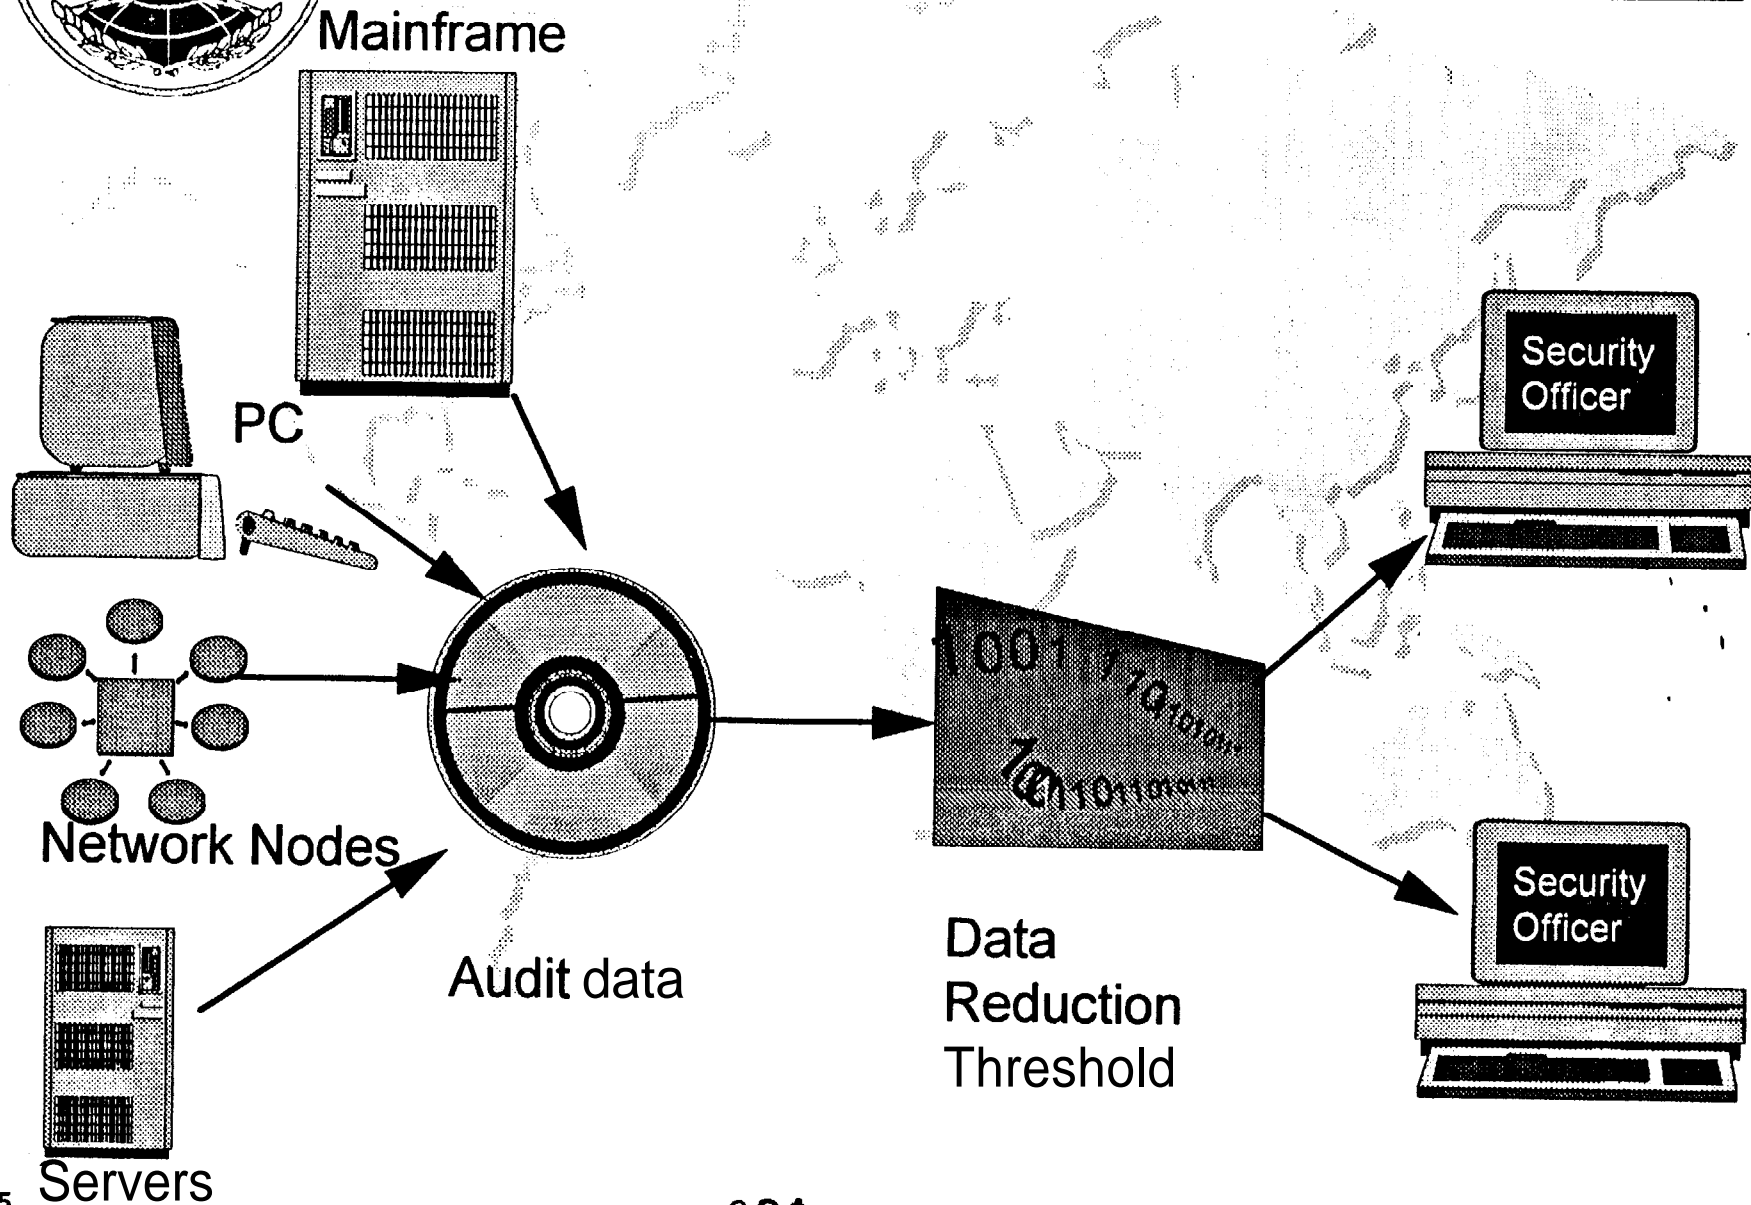 Mainframe
PC
Network Nodes
Servers
Audit data
Data
Reduction
Threshold
Security
Officer
Security
Officer